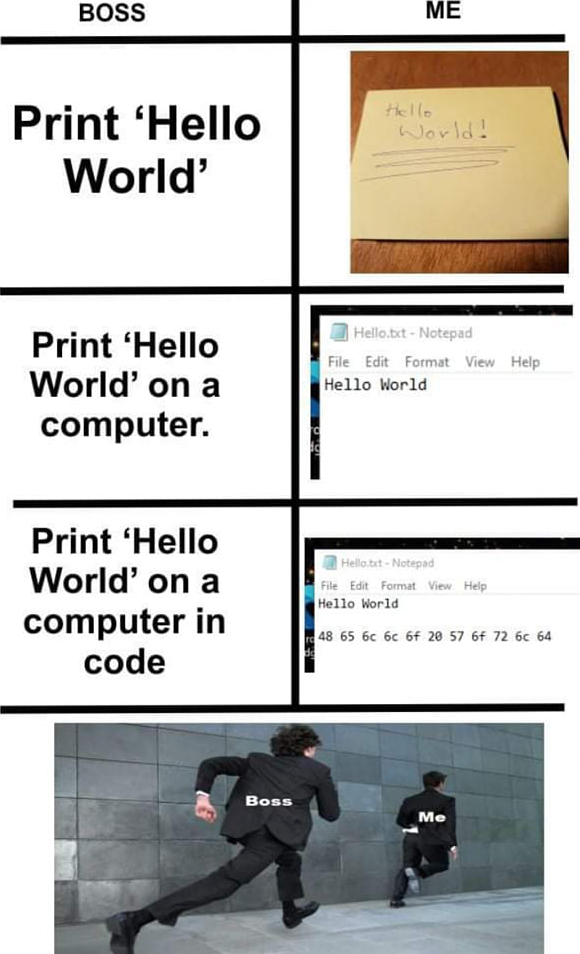 BOSS
ME
Print ‘Hello
World’
Hello
World!
Print ‘Hello
World’ on a
computer.
Hello.txt - Notepad
File Edit Format View Help
Hello World
Print ‘Hello
World’ on a
computer in
code
Hello.txt - Notepad
File Edit Format View Help
Hello World
48 65 6c 6c 6f 20 57 6f 72 6c 64
Boss
Me